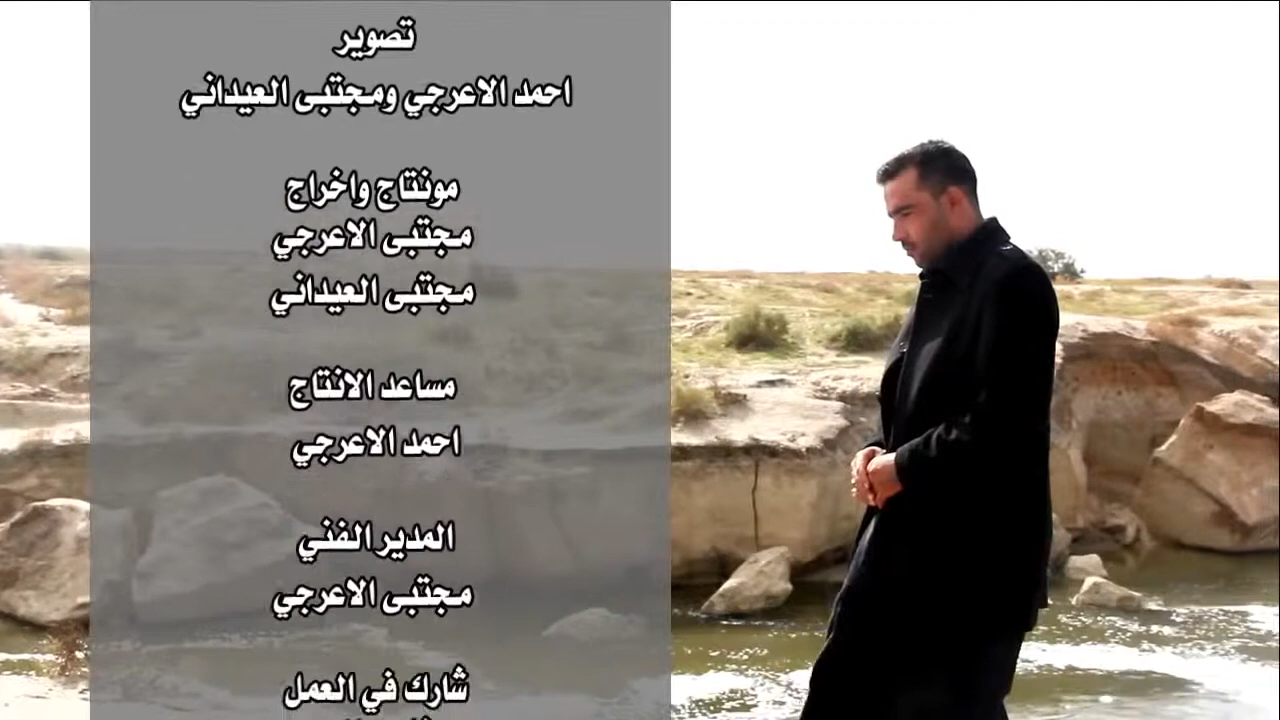 تصوير
احمد الاعرجي ومجتبى العيداني
مونتاج واخراج
مجتبى الاعرجي
مجتبى العيداني
مساعد الانتاج
احمد الاعرجي
المدير الفني
مجتبى الاعرجي
شارك في العمل